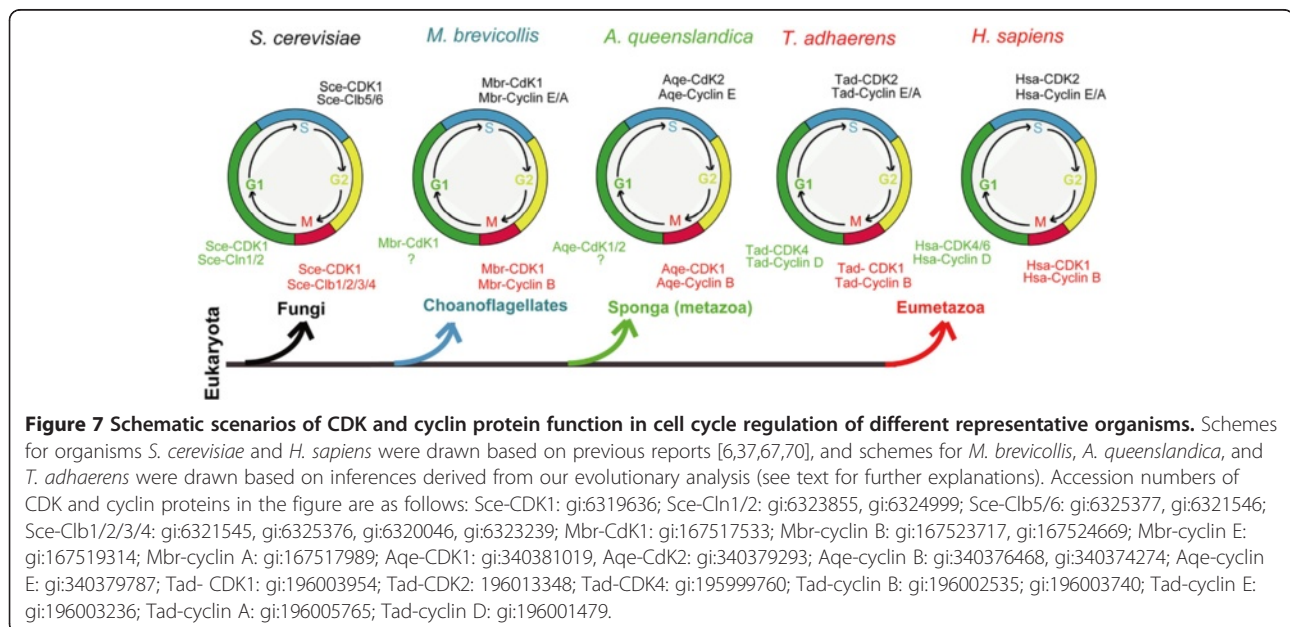 S. cerevisiae M. brevicollis A. queenslandica T. adhaerens H. sapiens
Sce-CDK1
Sce-Clb5/6
Mbr-CdK1
Mbr-Cyclin E/A
Aqe-CdK2
Aqe-Cyclin E
Tad-CDK2
Tad-Cyclin E/A
Hsa-CDK2
Hsa-Cyclin E/A
S
G1 G2
M
S
G1 G2
M
S
G1 G2
M
S
G1 G2
M
S
G1 G2
M
Sce-CDK1
Sce-Cln1/2
Sce-CDK1
Sce-Clb1/2/3/4
Mbr-CdK1
?
Mbr-CDK1
Mbr-Cyclin B
Aqe-CdK1/2
?
Aqe-CDK1
Aqe-Cyclin B
Tad-CDK4
Tad-Cyclin D
Tad- CDK1
Tad-Cyclin B
Hsa-CDK4/6
Hsa-Cyclin D
Hsa-CDK1
Hsa-Cyclin B
Fungi Choanoflagellates Sponga (metazoa) Eumetazoa
Eukaryota
Figure 7 Schematic scenarios of CDK and cyclin protein function in cell cycle regulation of different representative organisms. Schemes
for organisms S. cerevisiae and H. sapiens were drawn based on previous reports [6,37,67,70], and schemes for M. brevicollis, A. queenslandica, and
T. adhaerens were drawn based on inferences derived from our evolutionary analysis (see text for further explanations). Accession numbers of
CDK and cyclin proteins in the figure are as follows: Sce-CDK1: gi:6319636; Sce-Cln1/2: gi:6323855, gi:6324999; Sce-Clb5/6: gi:6325377, gi:6321546;
Sce-Clb1/2/3/4: gi:6321545, gi:6325376, gi:6320046, gi:6323239; Mbr-CdK1: gi:167517533; Mbr-cyclin B: gi:167523717, gi:167524669; Mbr-cyclin E:
gi:167519314; Mbr-cyclin A: gi:167517989; Aqe-CDK1: gi:340381019, Aqe-CdK2: gi:340379293; Aqe-cyclin B: gi:340376468, gi:340374274; Aqe-cyclin
E: gi:340379787; Tad- CDK1: gi:196003954; Tad-CDK2: 196013348; Tad-CDK4: gi:195999760; Tad-cyclin B: gi:196002535; gi:196003740; Tad-cyclin E:
gi:196003236; Tad-cyclin A: gi:196005765; Tad-cyclin D: gi:196001479.